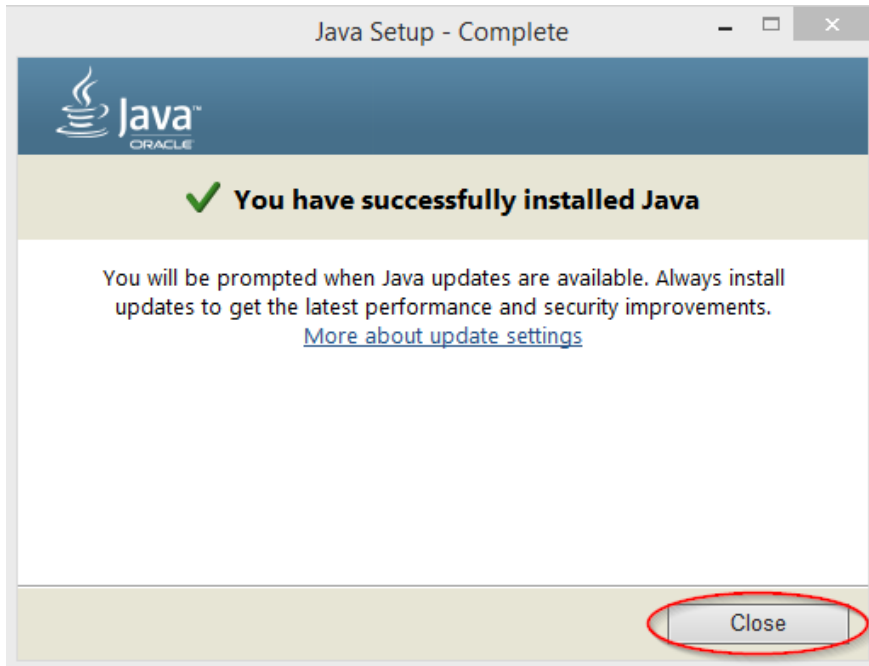 Java Setup - Complete
Java™
ORACLE
You have successfully installed Java
You will be prompted when Java updates are available. Always install
updates to get the latest performance and security improvements.
More about update settings
Close